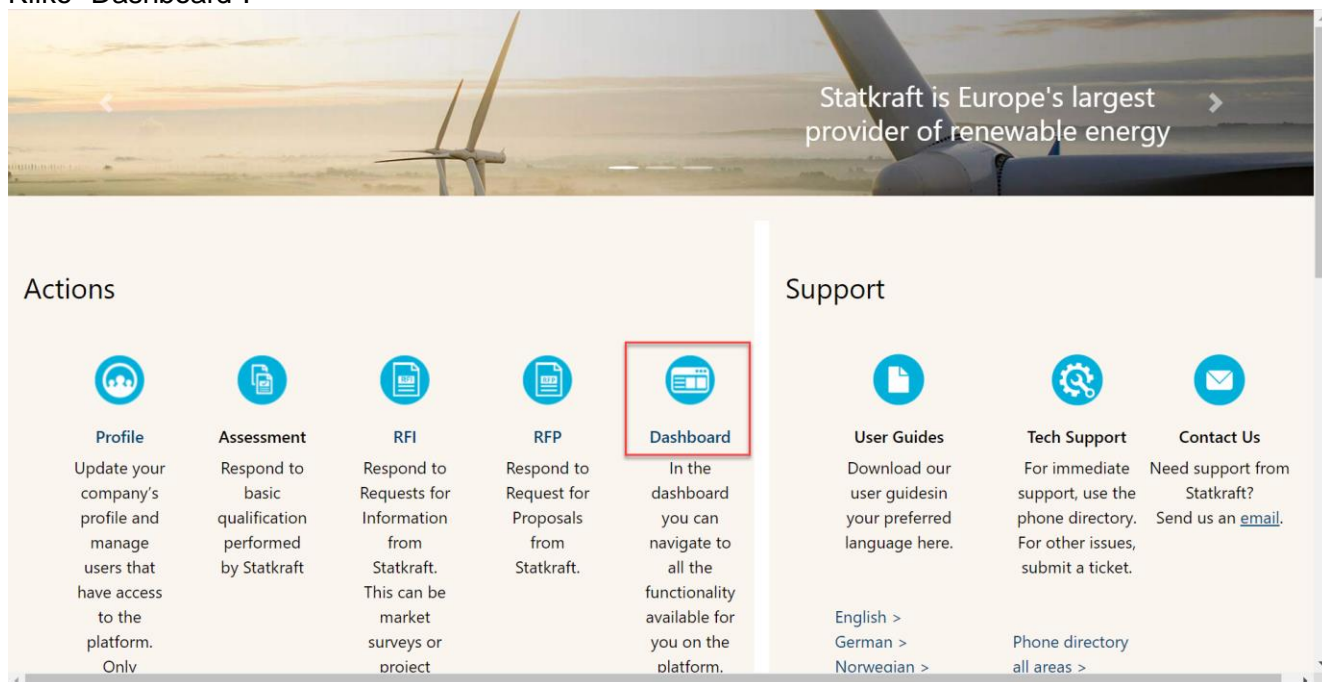 Kliko "Dashboard".
Statkraft is Europe's largest
provider of renewable energy
Actions
RFI
RFP
Profile
Update your
company's
profile and
manage
users that
have access
to the
platform.
Only
Assessment
Respond to
basic
qualification
performed
by Statkraft
RFI
Respond to
Requests for
Information
from
Statkraft.
This can be
market
surveys or
project
RFP
Respond to
Request for
Proposals
from
Statkraft.
Dashboard
In the
dashboard
you can
navigate to
all the
functionality
available for
you on the
platform.
Support
User Guides
Download our
user guidesin
your preferred
language here.
English >
German >
Norwegian >
Tech Support
For immediate
support, use the
phone directory.
For other issues,
submit a ticket.
Phone directory
all areas >
Contact Us
Need support from
Statkraft?
Send us an email.